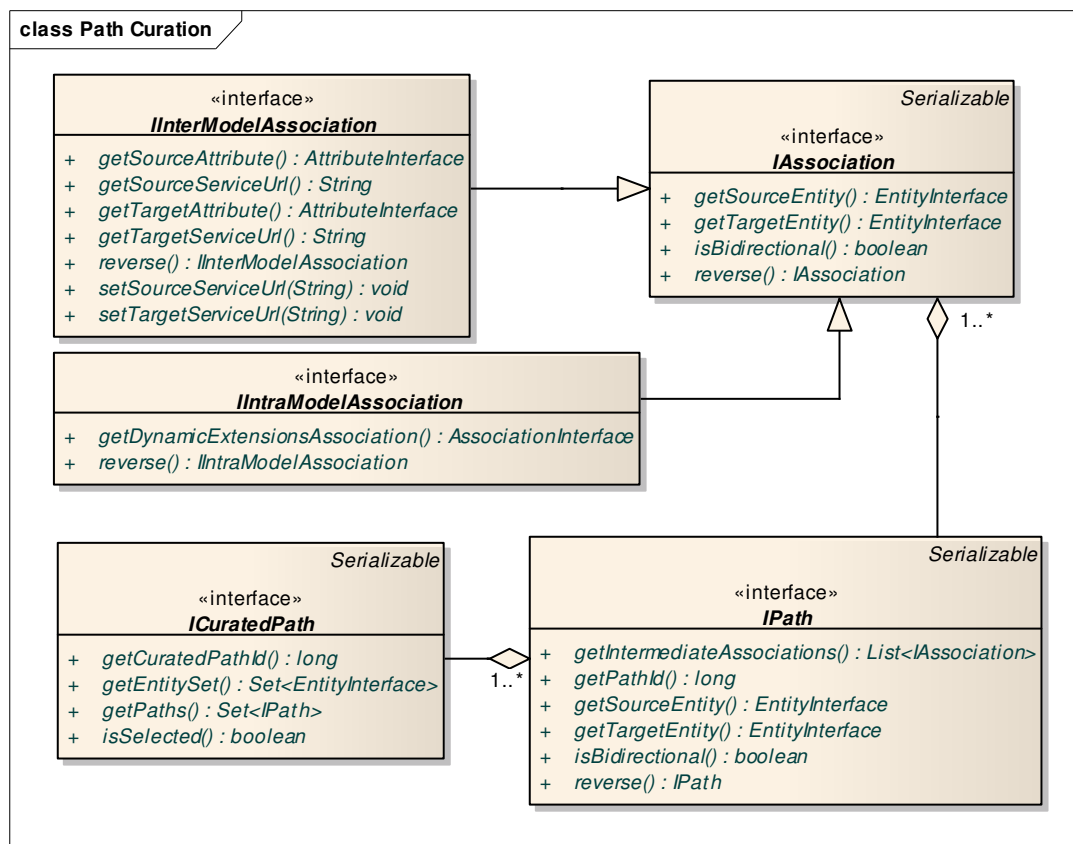 class Path Curation
«interface»
IInterModelAssociation
+ getSourceAttribute() : AttributeInterface
+ getSourceServiceUrl() : String
+ getTargetAttribute() : AttributeInterface
+ getTargetServiceUrl() : String
+ reverse() : IInterModelAssociation
+ setSourceServiceUrl(String) : void
+ setTargetServiceUrl(String) : void
Serializable
«interface»
IAssociation
+ getSourceEntity() : EntityInterface
+ getTargetEntity() : EntityInterface
+ isBidirectional() : boolean
+ reverse() : IAssociation
1..*
«interface»
IIntraModelAssociation
+ getDynamicExtensionsAssociation() : AssociationInterface
+ reverse() : IIntraModelAssociation
Serializable
«interface»
ICuratedPath
+ getCuratedPathId() : long
+ getEntitySet() : Set<EntityInterface>
+ getPaths() : Set<IPath>
+ isSelected() : boolean
1..*
Serializable
«interface»
IPath
+ getIntermediateAssociations() : List<IAssociation>
+ getPathId() : long
+ getSourceEntity() : EntityInterface
+ getTargetEntity() : EntityInterface
+ isBidirectional() : boolean
+ reverse() : IPath